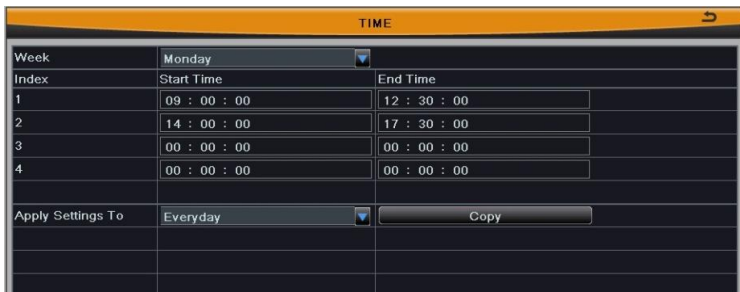 TIME
Week Monday
Index Start Time End Time
1 09 : 00 : 00 12 : 30 : 00
2 14 : 00 : 00 17 : 30 : 00
3 00 : 00 : 00 00 : 00 : 00
4 00 : 00 : 00 00 : 00 : 00
Apply Settings To Everyday Copy